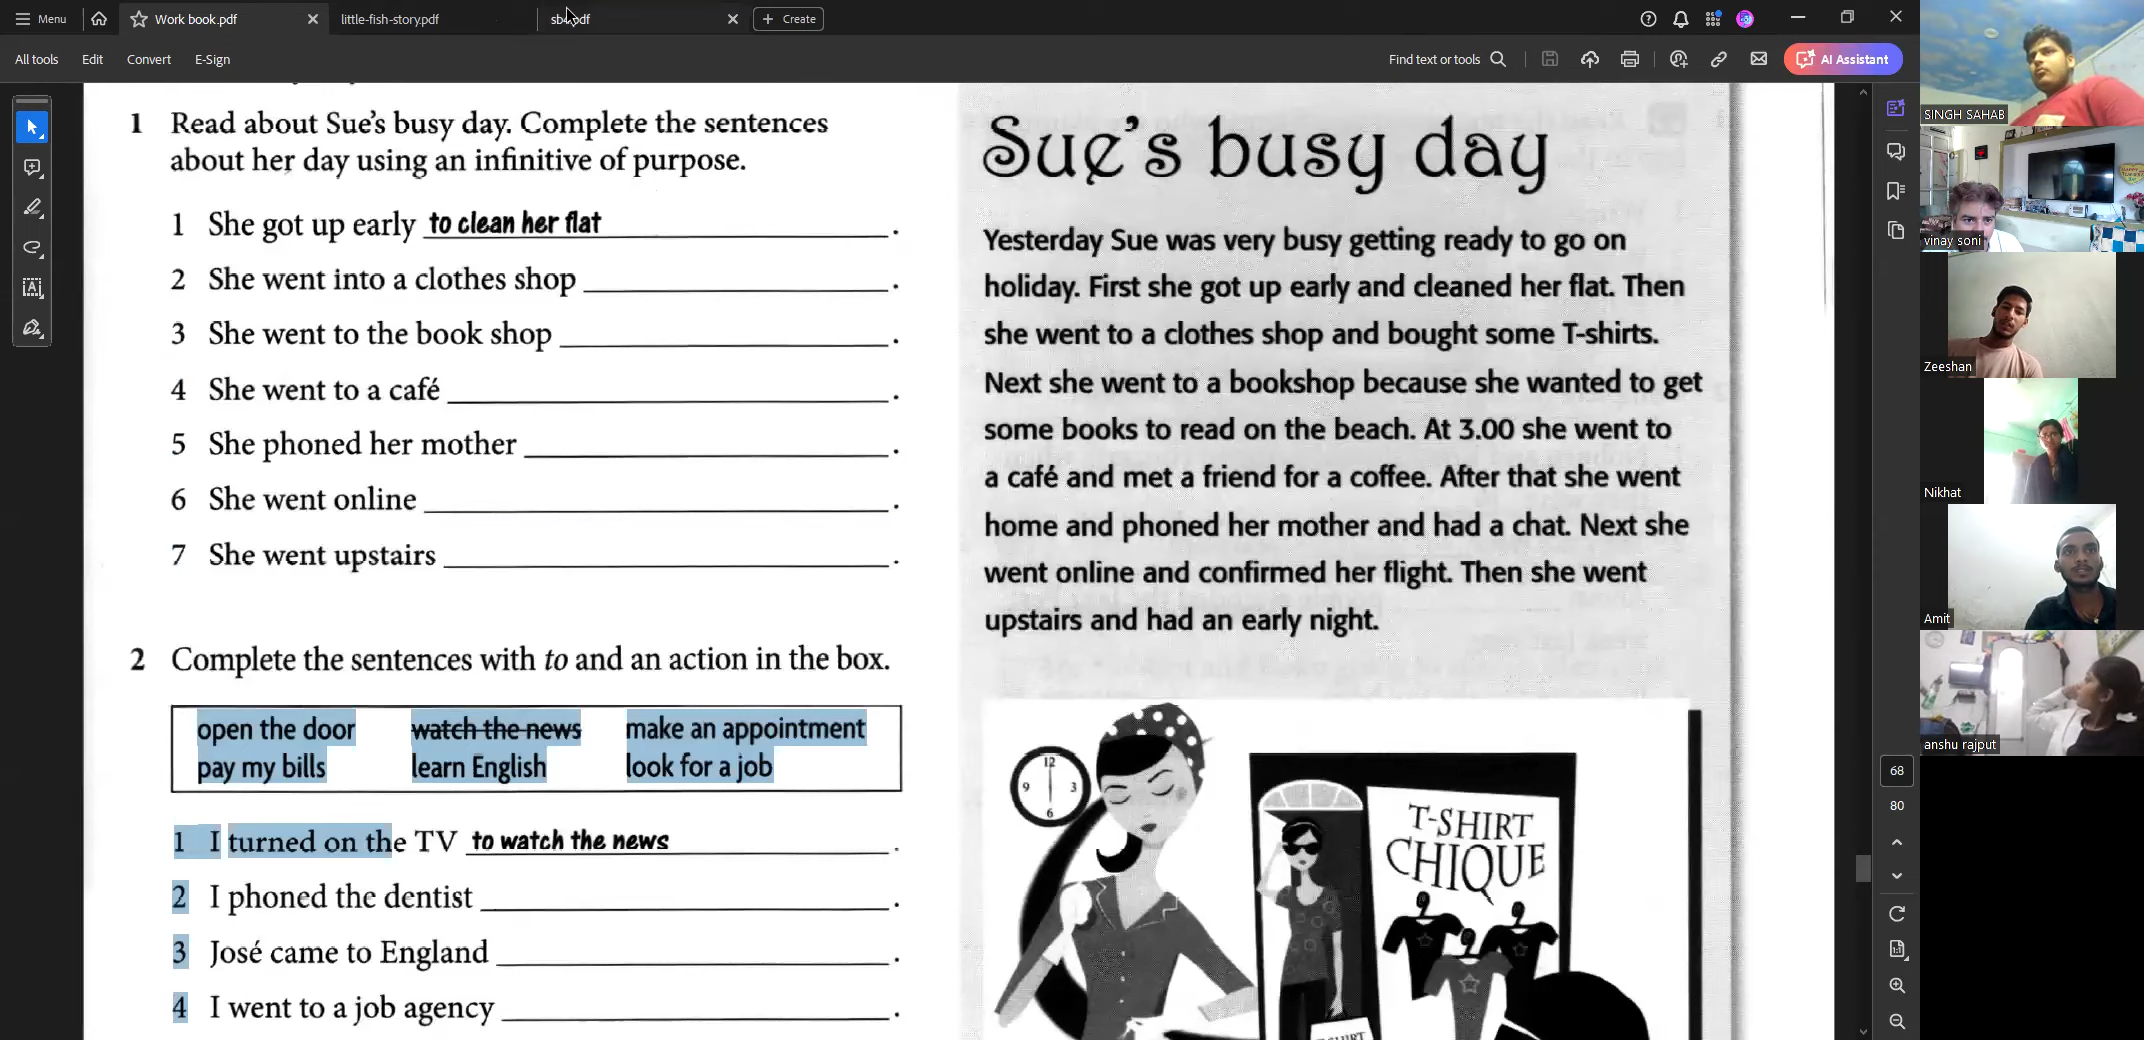 Menu
Work book.pdf
little-fish-story.pdf
Create
All tools
Edit
Convert
E-Sign
Find text or tools
AI Assistant
1 Read about Sue's busy day. Complete the sentences
about her day using an infinitive of purpose.
1 She got up early to clean her flat .
2 She went into a clothes shop .
3 She went to the book shop .
4 She went to a café .
5 She phoned her mother .
6 She went online .
7 She went upstairs .
2 Complete the sentences with to and an action in the box.
open the door watch the news make an appointment
pay my bills learn English look for a job
1 I turned on the TV to watch the news .
2 I phoned the dentist .
3 José came to England .
4 I went to a job agency .
Sue's busy day
Yesterday Sue was very busy getting ready to go on
holiday. First she got up early and cleaned her flat. Then
she went to a clothes shop and bought some T-shirts.
Next she went to a bookshop because she wanted to get
some books to read on the beach. At 3.00 she went to
a café and met a friend for a coffee. After that she went
home and phoned her mother and had a chat. Next she
went online and confirmed her flight. Then she went
upstairs and had an early night.
12
9 3
6
T-SHIRT
CHIQUE
68
80
SINGH SAHAB
vinay soni
Zeeshan
Nikhat
Amit
anshu rajput